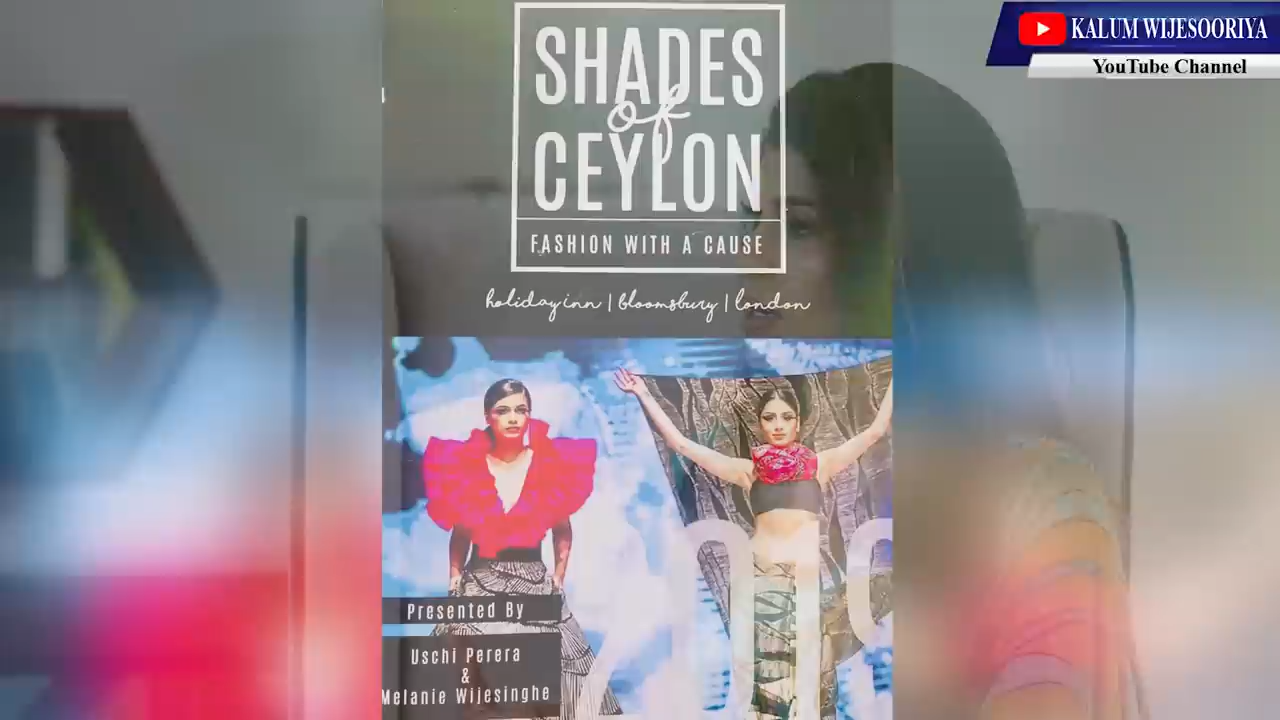 SHADES
of
CEYLON
FASHION WITH A CAUSE
holiday inn | bloomsbury | london
Presented By
Uschi Perera
&
Melanie Wijesinghe
KALUM WIJESOORIYA
YouTube Channel